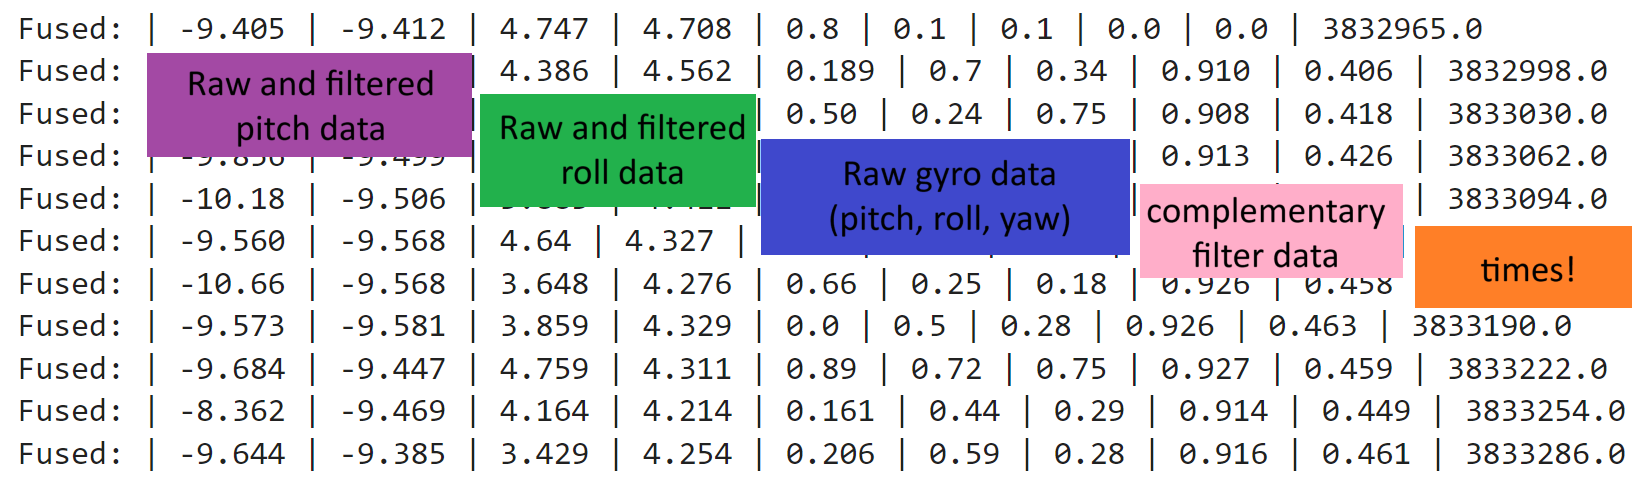 Fused: | -9.405 | -9.412 | 4.747 | 4.708 | 0.8 | 0.1 | 0.1 | 0.0 | 0.0 | 3832965.0
Fused: | 4.386 | 4.562 | 0.189 | 0.7 | 0.34 | 0.910 | 0.406 | 3832998.0
Raw and filtered
pitch data
Fused: | 0.50 | 0.24 | 0.75 | 0.908 | 0.418 | 3833030.0
Raw and filtered
roll data
Fused: | | 0.913 | 0.426 | 3833062.0
Raw gyro data
(pitch, roll, yaw)
Fused: | -10.18 | -9.506 | | 3833094.0
complementary
filter data
Fused: | -9.560 | -9.568 | 4.64 | 4.327 |
times!
Fused: | -10.66 | -9.568 | 3.648 | 4.276 | 0.66 | 0.25 | 0.18 | 0.926 | 0.458
Fused: | -9.573 | -9.581 | 3.859 | 4.329 | 0.0 | 0.5 | 0.28 | 0.926 | 0.463 | 3833190.0
Fused: | -9.684 | -9.447 | 4.759 | 4.311 | 0.89 | 0.72 | 0.75 | 0.927 | 0.459 | 3833222.0
Fused: | -8.362 | -9.469 | 4.164 | 4.214 | 0.161 | 0.44 | 0.29 | 0.914 | 0.449 | 3833254.0
Fused: | -9.644 | -9.385 | 3.429 | 4.254 | 0.206 | 0.59 | 0.28 | 0.916 | 0.461 | 3833286.0